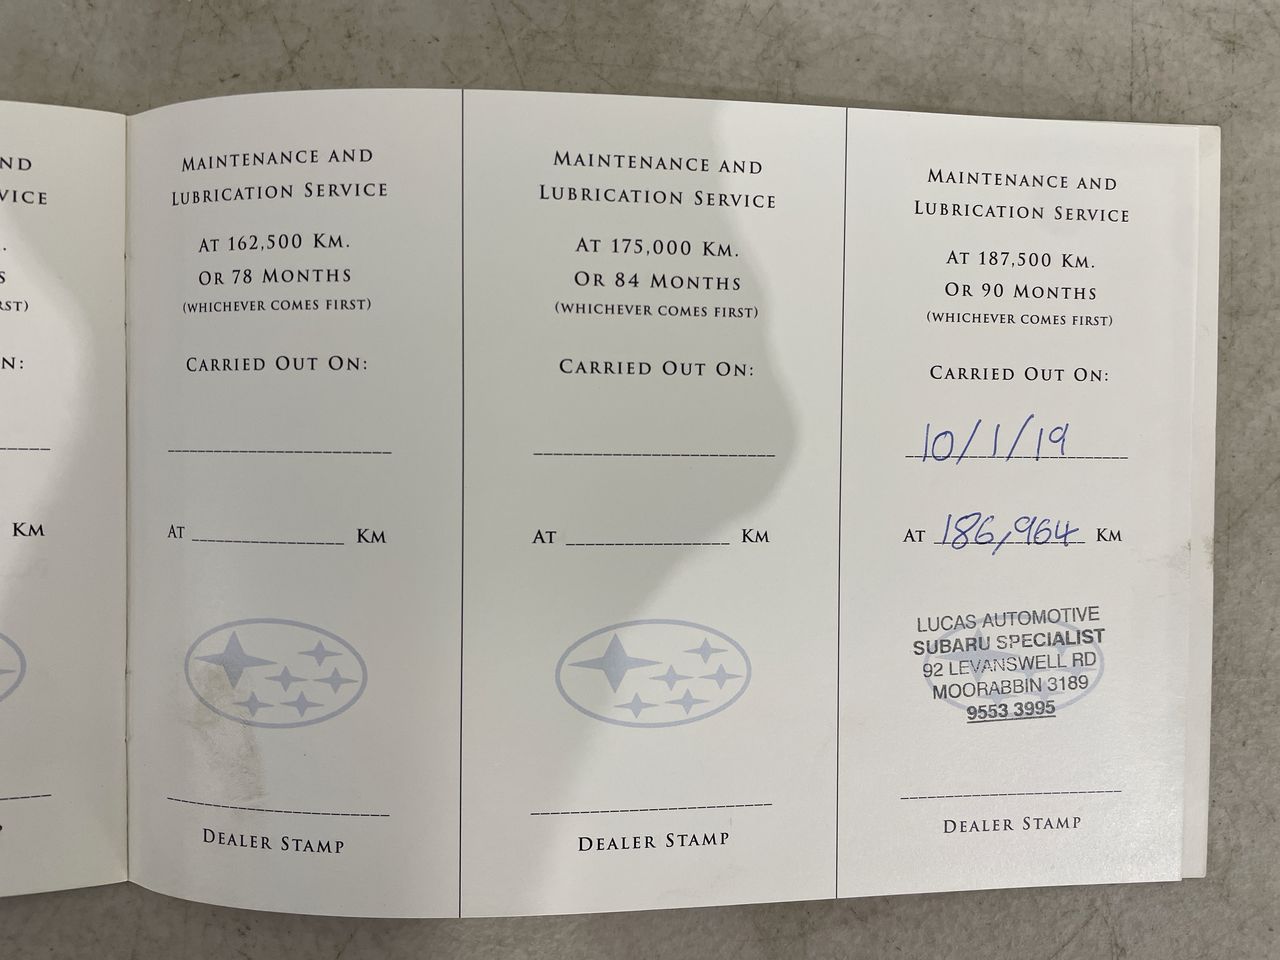 ND
VICE
.
S
RST)
N:
KM
MAINTENANCE AND
LUBRICATION SERVICE
AT 162,500 KM.
OR 78 MONTHS
(WHICHEVER COMES FIRST)
CARRIED OUT ON:
AT KM
DEALER STAMP
MAINTENANCE AND
LUBRICATION SERVICE
AT 175,000 KM.
OR 84 MONTHS
(WHICHEVER COMES FIRST)
CARRIED OUT ON:
AT KM
DEALER STAMP
MAINTENANCE AND
LUBRICATION SERVICE
AT 187,500 KM.
OR 90 MONTHS
(WHICHEVER COMES FIRST)
CARRIED OUT ON:
10/1/19
AT 186,964 KM
LUCAS AUTOMOTIVE
SUBARU SPECIALIST
92 LEVANSWELL RD
MOORABBIN 3189
9553 3995
DEALER STAMP